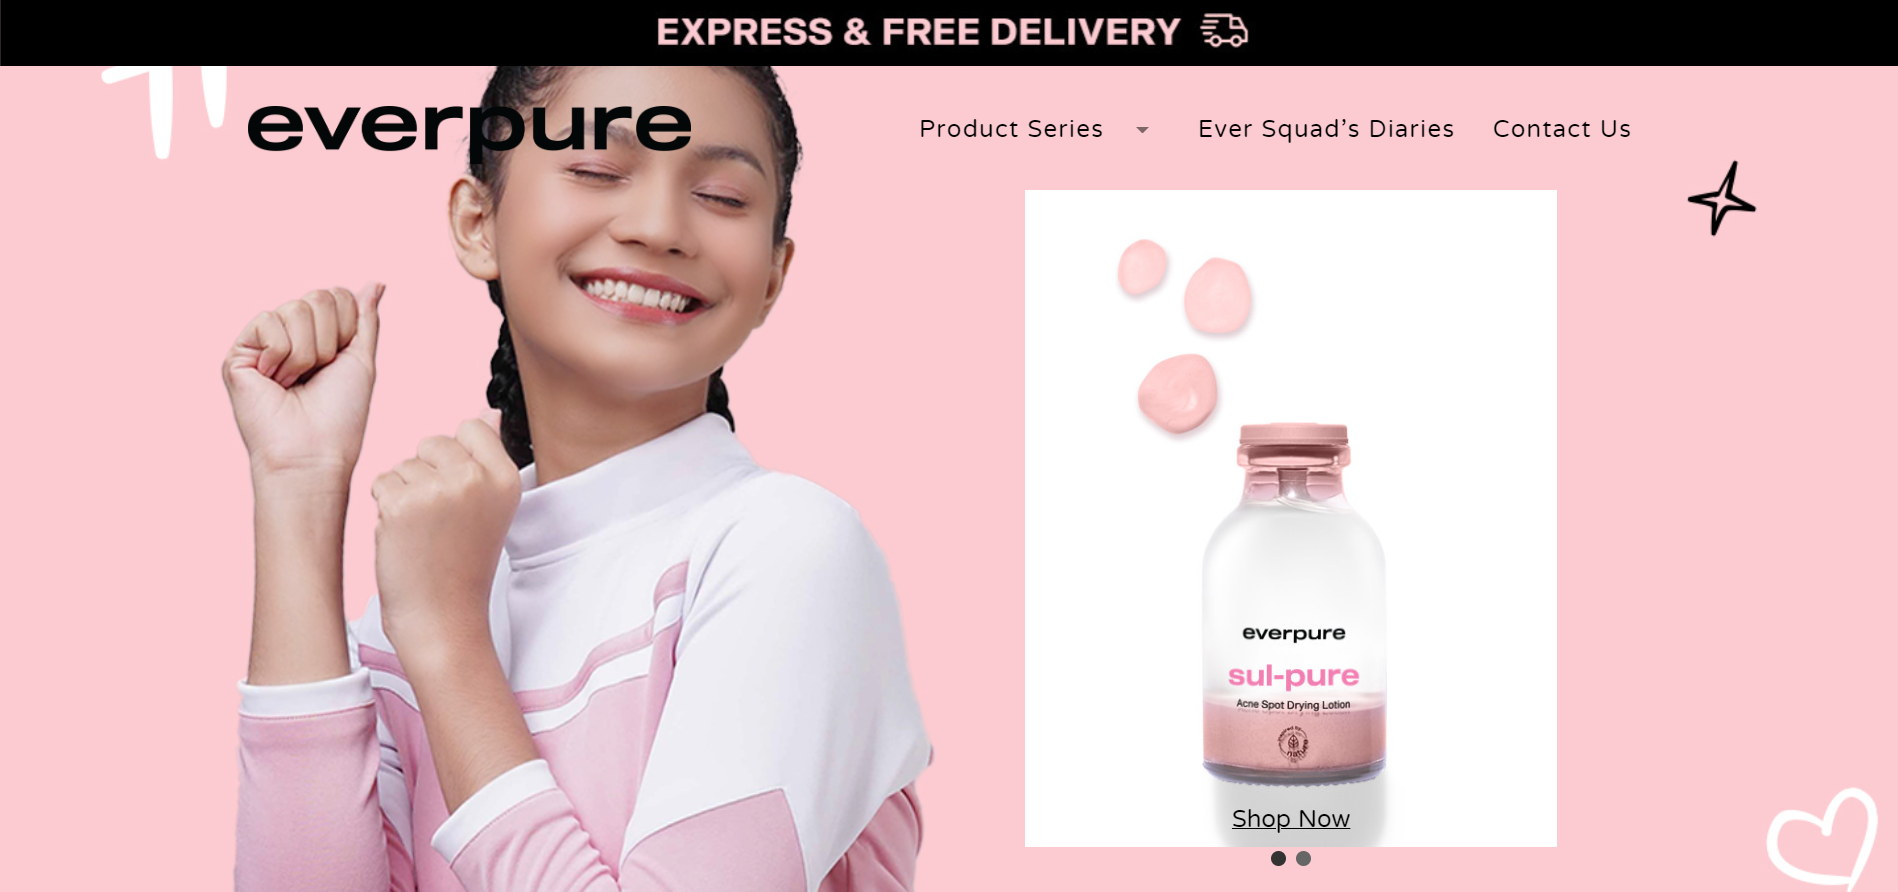 EXPRESS & FREE DELIVERY
everpure
Product Series
Ever Squad’s Diaries
Contact Us
everpure
sul-pure
Acne Spot Drying Lotion
nature
Shop Now